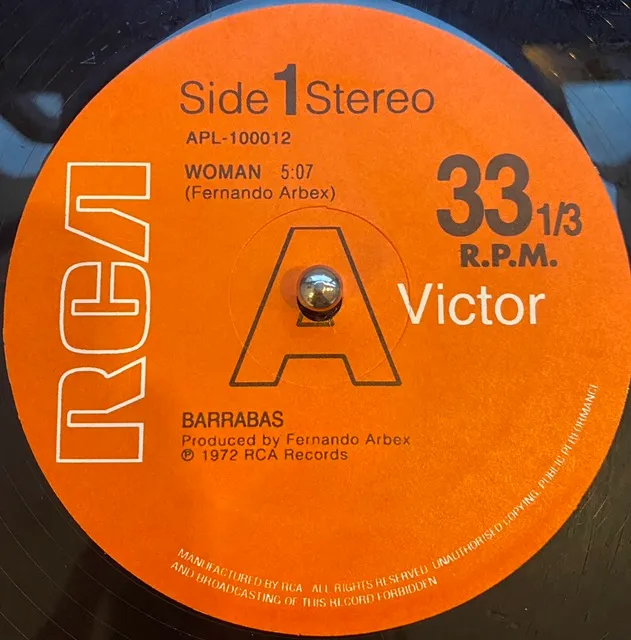 Side 1 Stereo
APL-100012
WOMAN 5:07
(Fernando Arbex)
33 1/3
R.P.M.
RCA
A
Victor
BARRABAS
Produced by Fernando Arbex
℗ 1972 RCA Records
MANUFACTURED BY RCA. ALL RIGHTS RESERVED. UNAUTHORISED COPYING, PUBLIC PERFORMANCE
AND BROADCASTING OF THIS RECORD FORBIDDEN